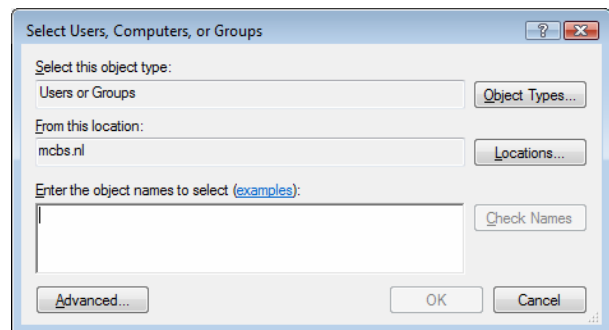 Select Users, Computers, or Groups
Select this object type:
Users or Groups
Object Types...
From this location:
mcbs.nl
Locations...
Enter the object names to select (examples):
Check Names
Advanced...
OK
Cancel